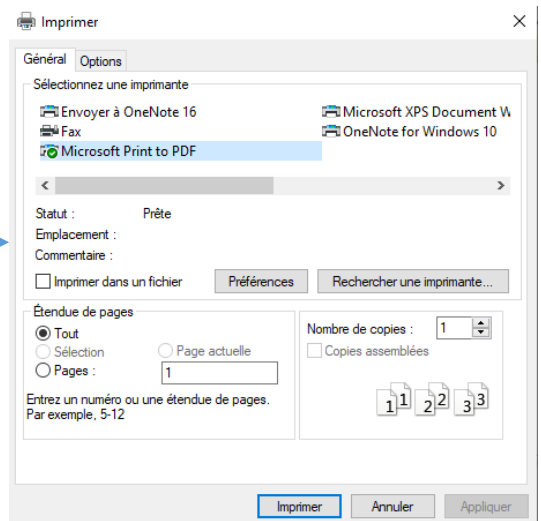 Imprimer
Général Options
Sélectionnez une imprimante
Envoyer à OneNote 16 Microsoft XPS Document W
Fax OneNote for Windows 10
Microsoft Print to PDF
Statut : Prête
Emplacement :
Commentaire :
Imprimer dans un fichier Préférences Rechercher une imprimante...
Étendue de pages
Tout Nombre de copies : 1
Sélection Page actuelle Copies assemblées
Pages : 1
1 1 2 2 3 3
Entrez un numéro ou une étendue de pages.
Par exemple, 5-12
Imprimer Annuler Appliquer